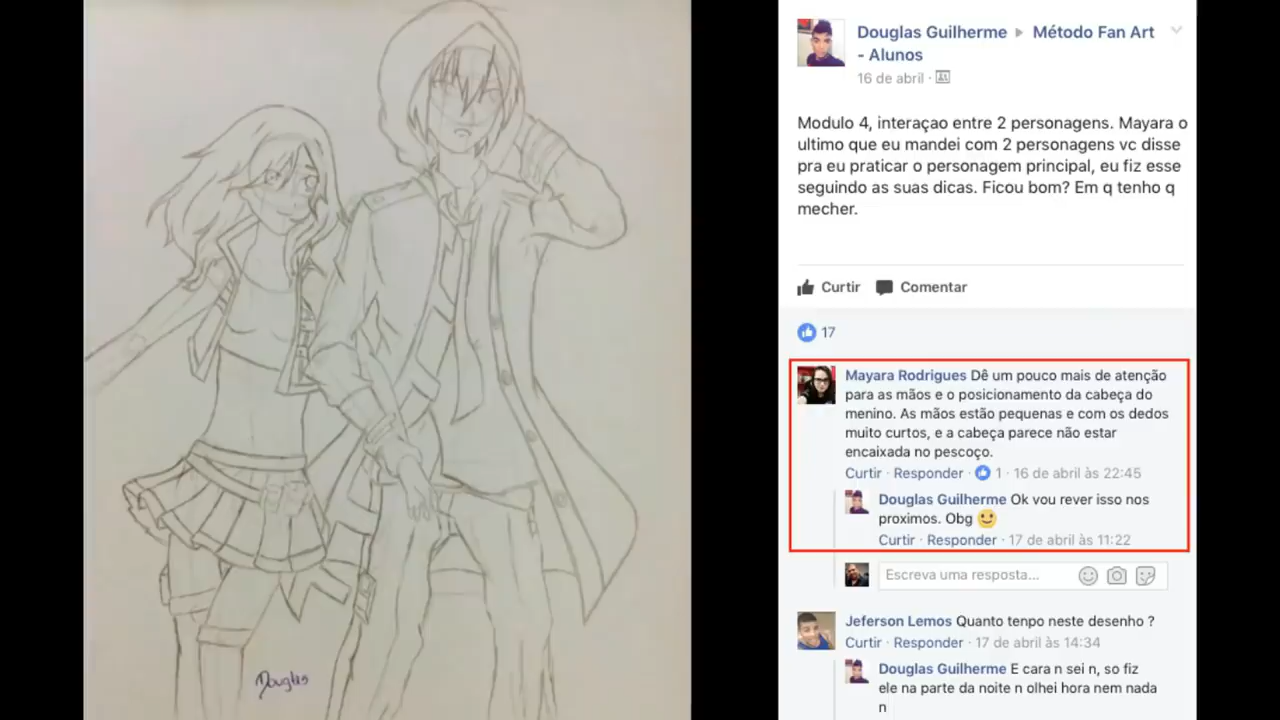 Douglas Guilherme ▸ Método Fan Art
- Alunos
16 de abril ·
Modulo 4, interaçao entre 2 personagens. Mayara o
ultimo que eu mandei com 2 personagens vc disse
pra eu praticar o personagem principal, eu fiz esse
seguindo as suas dicas. Ficou bom? Em q tenho q
mecher.
Curtir Comentar
17
Mayara Rodrigues Dê um pouco mais de atenção
para as mãos e o posicionamento da cabeça do
menino. As mãos estão pequenas e com os dedos
muito curtos, e a cabeça parece não estar
encaixada no pescoço.
Curtir · Responder · 1 · 16 de abril às 22:45
Douglas Guilherme Ok vou rever isso nos
proximos. Obg 🙂
Curtir · Responder · 17 de abril às 11:22
Escreva uma resposta...
Jeferson Lemos Quanto tenpo neste desenho ?
Curtir · Responder · 17 de abril às 14:34
Douglas Guilherme E cara n sei n, so fiz
ele na parte da noite n olhei hora nem nada
n
Douglas